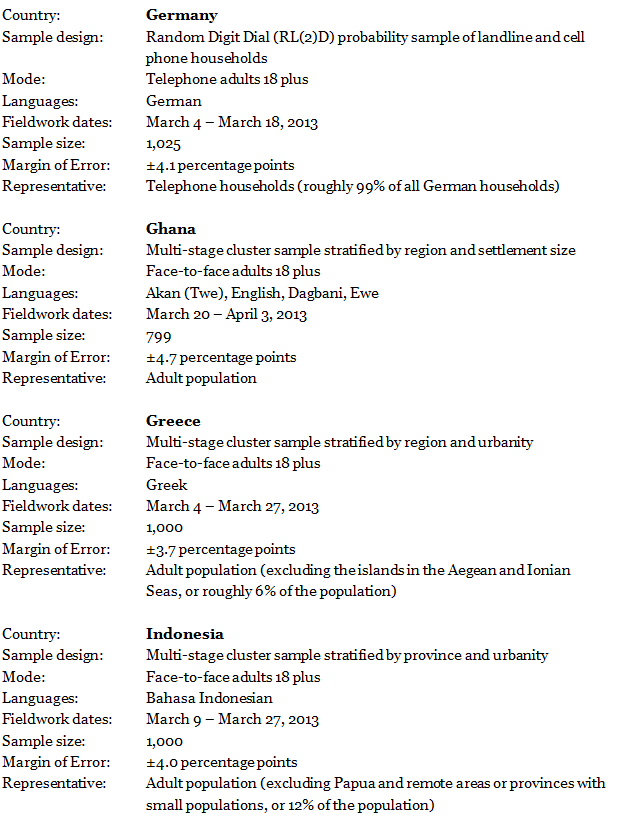 Country: Germany
Sample design: Random Digit Dial (RL(2)D) probability sample of landline and cell
phone households
Mode: Telephone adults 18 plus
Languages: German
Fieldwork dates: March 4 – March 18, 2013
Sample size: 1,025
Margin of Error: ±4.1 percentage points
Representative: Telephone households (roughly 99% of all German households)

Country: Ghana
Sample design: Multi-stage cluster sample stratified by region and settlement size
Mode: Face-to-face adults 18 plus
Languages: Akan (Twe), English, Dagbani, Ewe
Fieldwork dates: March 20 – April 3, 2013
Sample size: 799
Margin of Error: ±4.7 percentage points
Representative: Adult population

Country: Greece
Sample design: Multi-stage cluster sample stratified by region and urbanity
Mode: Face-to-face adults 18 plus
Languages: Greek
Fieldwork dates: March 4 – March 27, 2013
Sample size: 1,000
Margin of Error: ±3.7 percentage points
Representative: Adult population (excluding the islands in the Aegean and Ionian
Seas, or roughly 6% of the population)

Country: Indonesia
Sample design: Multi-stage cluster sample stratified by province and urbanity
Mode: Face-to-face adults 18 plus
Languages: Bahasa Indonesian
Fieldwork dates: March 9 – March 27, 2013
Sample size: 1,000
Margin of Error: ±4.0 percentage points
Representative: Adult population (excluding Papua and remote areas or provinces with
small populations, or 12% of the population)